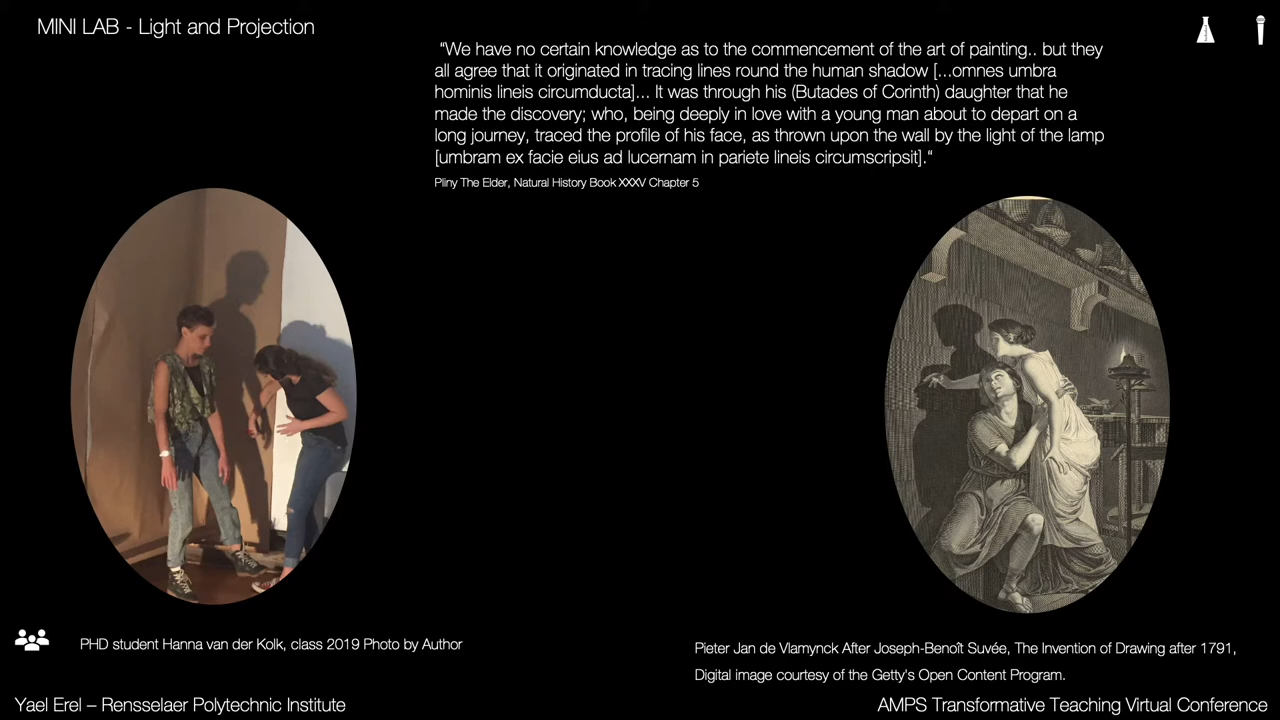 MINI LAB - Light and Projection
“We have no certain knowledge as to the commencement of the art of painting.. but they
all agree that it originated in tracing lines round the human shadow [...omnes umbra
hominis lineis circumducta]... It was through his (Butades of Corinth) daughter that he
made the discovery; who, being deeply in love with a young man about to depart on a
long journey, traced the profile of his face, as thrown upon the wall by the light of the lamp
[umbram ex facie eius ad lucernam in pariete lineis circumscripsit].“
Pliny The Elder, Natural History Book XXXV Chapter 5
PHD student Hanna van der Kolk, class 2019 Photo by Author
Pieter Jan de Vlamynck After Joseph-Benoît Suvée, The Invention of Drawing after 1791,
Digital image courtesy of the Getty's Open Content Program.
Yael Erel – Rensselaer Polytechnic Institute
AMPS Transformative Teaching Virtual Conference